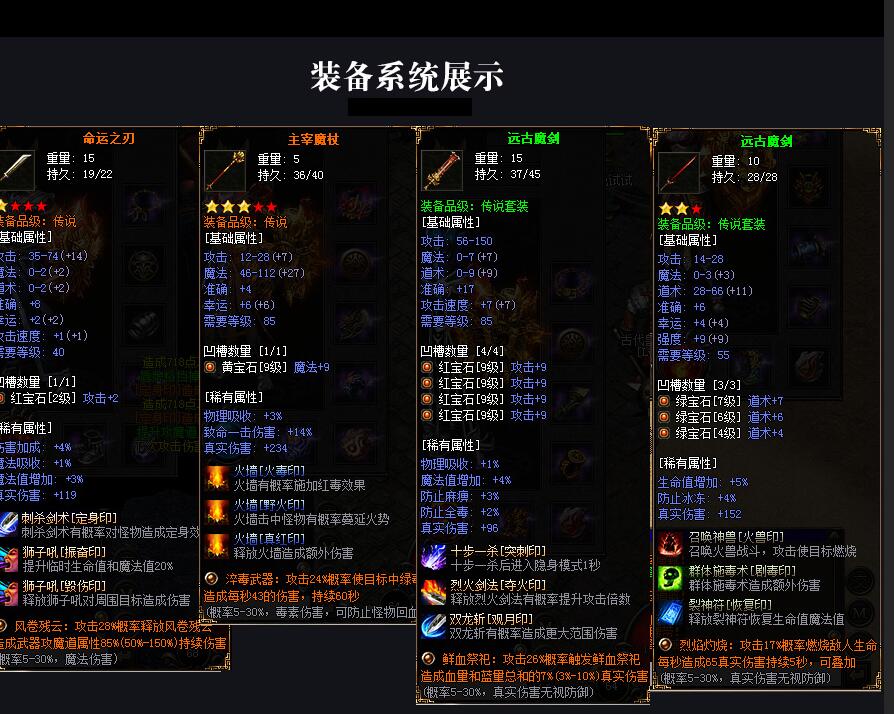 装备系统展示
命运之刃
重量: 15
持久: 19/22
装备品级: 传说
[基础属性]
攻击: 35-74(+14)
魔法: 0-2(+2)
道术: 0-2(+2)
准确: +8
幸运: +2(+2)
攻击速度: +1(+1)
需要等级: 40
凹槽数量 [1/1]
红宝石[2级] 攻击+2
[稀有属性]
伤害加成: +4%
魔法吸收: +1%
魔法值增加: +3%
真实伤害: +119
刺杀剑术[定身印]
刺杀剑术有概率对怪物造成定身效
狮子吼[振奋印]
提升临时生命值和魔法值20%
狮子吼[毁伤印]
释放狮子吼对周围目标造成伤害
风卷残云: 攻击28%概率释放风卷残云
造成武器攻魔道属性85%(50%-150%)持续伤害
概率5-30%, 魔法伤害)
主宰魔杖
重量: 5
持久: 36/40
装备品级: 传说
[基础属性]
攻击: 12-28(+7)
魔法: 46-112(+27)
准确: +4
幸运: +6(+6)
需要等级: 85
凹槽数量 [1/1]
黄宝石[9级] 魔法+9
[稀有属性]
物理吸收: +3%
致命一击伤害: +14%
真实伤害: +234
火墙[火毒印]
火墙有概率施加红毒效果
火墙[野火印]
火墙击中怪物有概率蔓延火势
火墙[真红印]
释放火墙造成额外伤害
淬毒武器: 攻击24%概率使目标中绿毒
造成每秒43的伤害, 持续60秒
(概率5-30%, 毒素伤害, 可防止怪物回血
远古魔剑
重量: 15
持久: 37/45
装备品级: 传说套装
[基础属性]
攻击: 56-150
魔法: 0-7(+7)
道术: 0-9(+9)
准确: +17
攻击速度: +7(+7)
需要等级: 85
凹槽数量 [4/4]
红宝石[9级] 攻击+9
红宝石[9级] 攻击+9
红宝石[9级] 攻击+9
红宝石[9级] 攻击+9
[稀有属性]
物理吸收: +1%
魔法值增加: +4%
防止麻痹: +3%
防止全毒: +2%
真实伤害: +96
十步一杀[突刺印]
十步一杀后进入隐身模式1秒
烈火剑法[夺火印]
释放烈火剑法有概率提升攻击倍数
双龙斩[观月印]
双龙斩有概率造成更大范围伤害
鲜血祭祀: 攻击26%概率触发鲜血祭祀
造成血量和蓝量总和的7%(3%-10%)真实伤害
(概率5-30%, 真实伤害无视防御)
远古魔剑
重量: 10
持久: 28/28
装备品级: 传说套装
[基础属性]
攻击: 14-28
魔法: 0-3(+3)
道术: 28-66(+11)
准确: +6
幸运: +4(+4)
强度: +9(+9)
需要等级: 55
凹槽数量 [3/3]
绿宝石[7级] 道术+7
绿宝石[6级] 道术+6
绿宝石[4级] 道术+4
[稀有属性]
生命值增加: +5%
防止冰冻: +4%
真实伤害: +152
召唤神兽[火兽印]
召唤火兽战斗, 攻击使目标燃烧
群体施毒术[剧毒印]
群体施毒术造成额外伤害
裂神符[恢复印]
释放裂神符恢复生命值魔法值
烈焰灼烧: 攻击17%概率燃烧敌人生命
每秒造成65真实伤害持续5秒, 可叠加
(概率5-30%, 真实伤害无视防御)